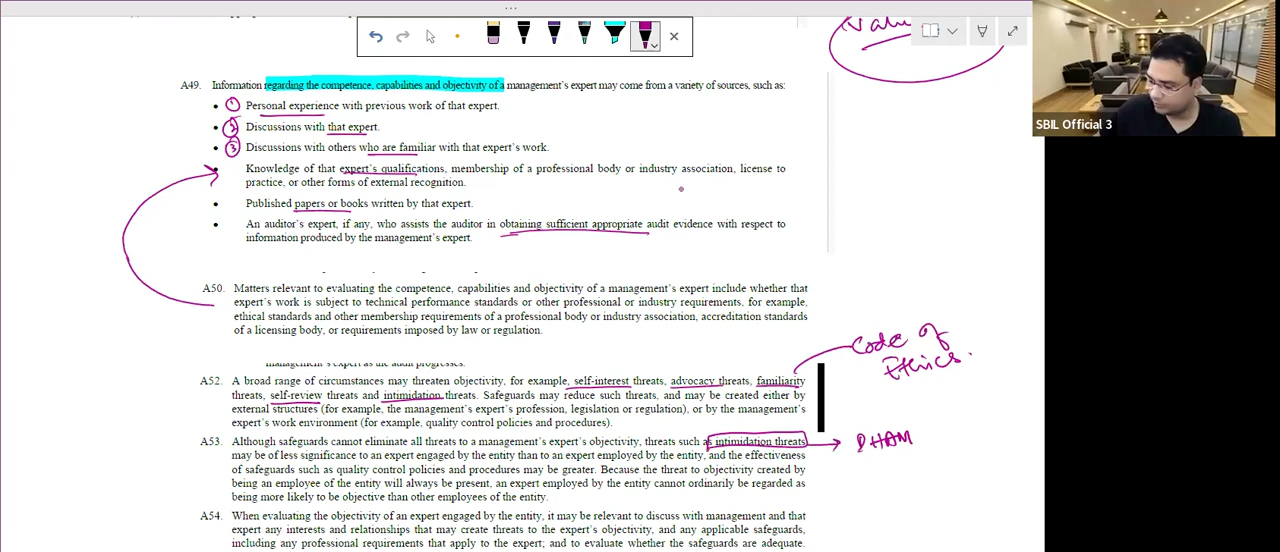 A49. Information regarding the competence, capabilities and objectivity of a management's expert may come from a variety of sources, such as:
① • Personal experience with previous work of that expert.
② • Discussions with that expert.
③ • Discussions with others who are familiar with that expert's work.
• Knowledge of that expert's qualifications, membership of a professional body or industry association, license to
practice, or other forms of external recognition.
• Published papers or books written by that expert.
• An auditor's expert, if any, who assists the auditor in obtaining sufficient appropriate audit evidence with respect to
information produced by the management's expert.
A50. Matters relevant to evaluating the competence, capabilities and objectivity of a management's expert include whether that
expert's work is subject to technical performance standards or other professional or industry requirements, for example,
ethical standards and other membership requirements of a professional body or industry association, accreditation standards
of a licensing body, or requirements imposed by law or regulation.
management's expert as the audit progresses.
A52. A broad range of circumstances may threaten objectivity, for example, self-interest threats, advocacy threats, familiarity
threats, self-review threats and intimidation threats. Safeguards may reduce such threats, and may be created either by
external structures (for example, the management's expert's profession, legislation or regulation), or by the management's
expert's work environment (for example, quality control policies and procedures).
Code of
Ethics.
A53. Although safeguards cannot eliminate all threats to a management's expert's objectivity, threats such as intimidation threats
may be of less significance to an expert engaged by the entity than to an expert employed by the entity, and the effectiveness
of safeguards such as quality control policies and procedures may be greater. Because the threat to objectivity created by
being an employee of the entity will always be present, an expert employed by the entity cannot ordinarily be regarded as
being more likely to be objective than other employees of the entity.
A54. When evaluating the objectivity of an expert engaged by the entity, it may be relevant to discuss with management and that
expert any interests and relationships that may create threats to the expert's objectivity, and any applicable safeguards,
including any professional requirements that apply to the expert; and to evaluate whether the safeguards are adequate.
SBIL Official 3